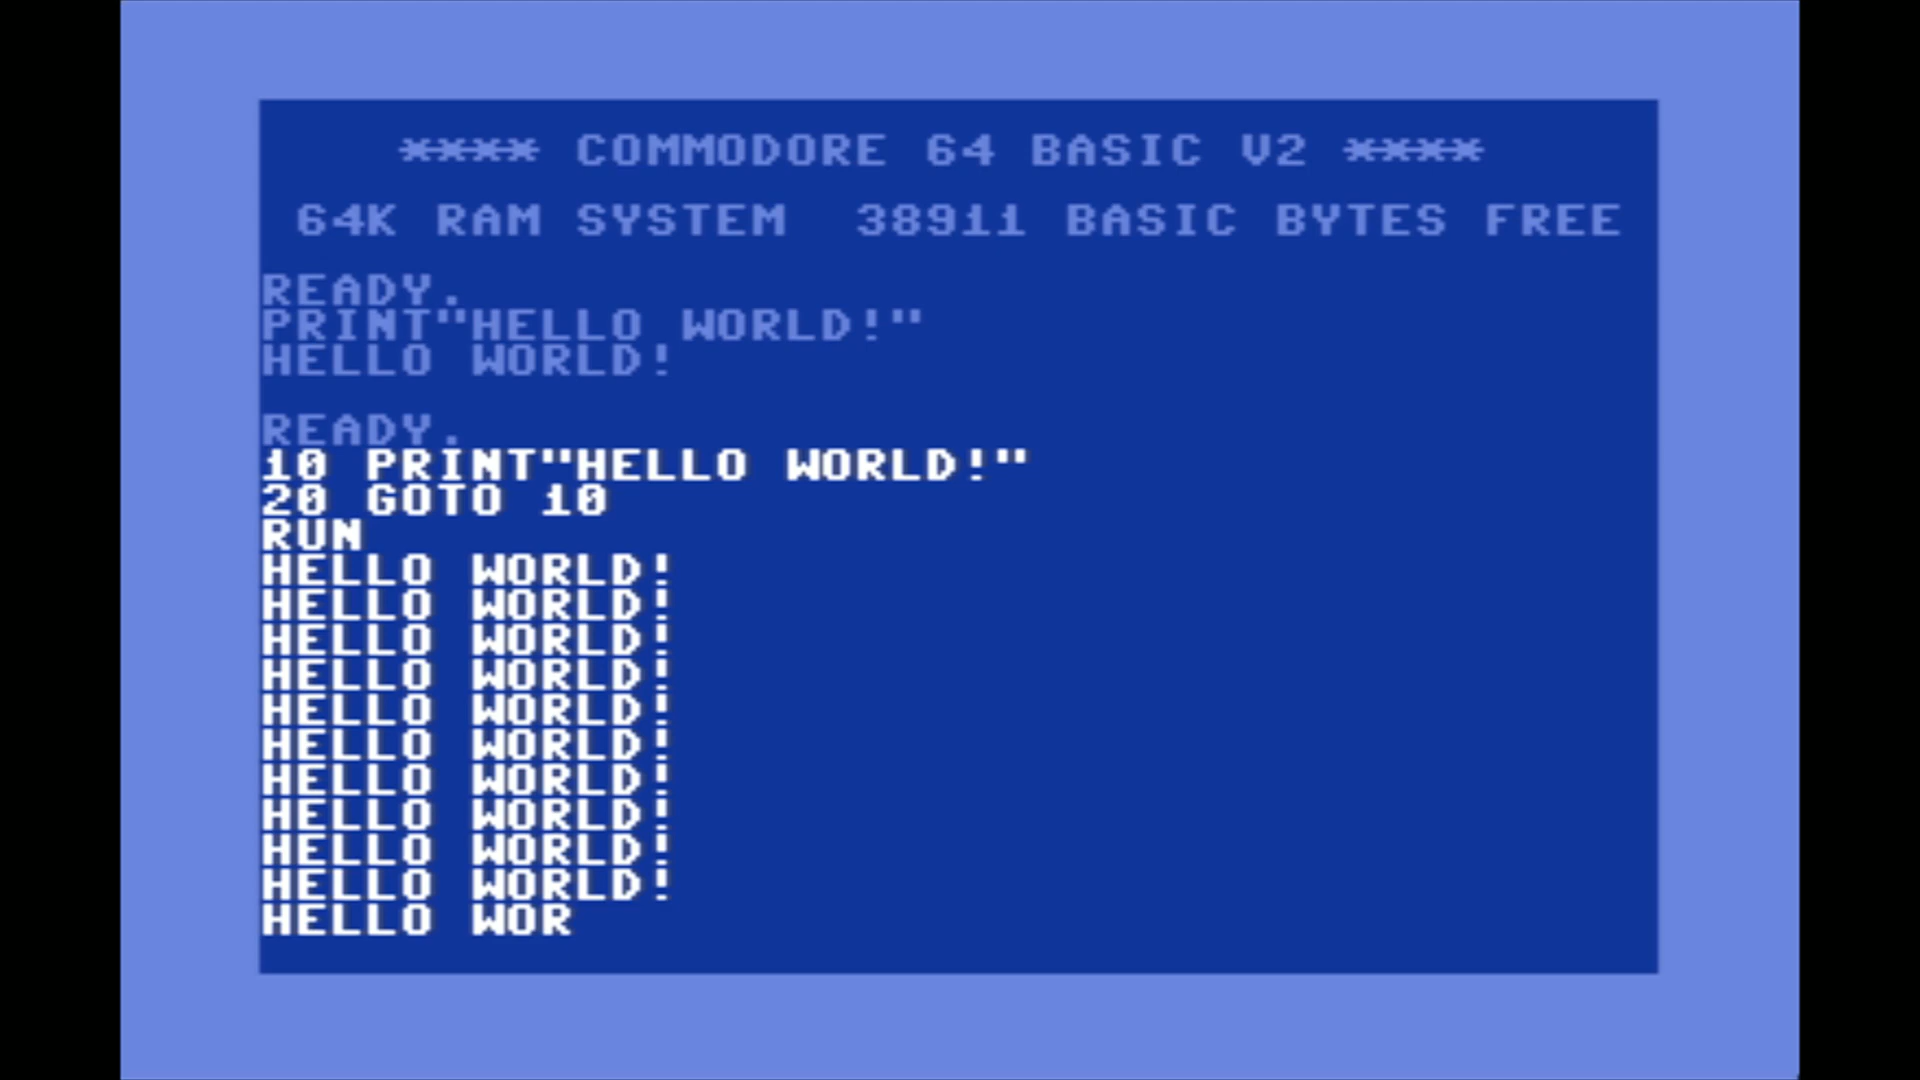 **** COMMODORE 64 BASIC V2 ****
64K RAM SYSTEM  38911 BASIC BYTES FREE
READY.
PRINT"HELLO WORLD!"
HELLO WORLD!
READY.
10 PRINT"HELLO WORLD!"
20 GOTO 10
RUN
HELLO WORLD!
HELLO WORLD!
HELLO WORLD!
HELLO WORLD!
HELLO WORLD!
HELLO WORLD!
HELLO WORLD!
HELLO WORLD!
HELLO WORLD!
HELLO WORLD!
HELLO WOR